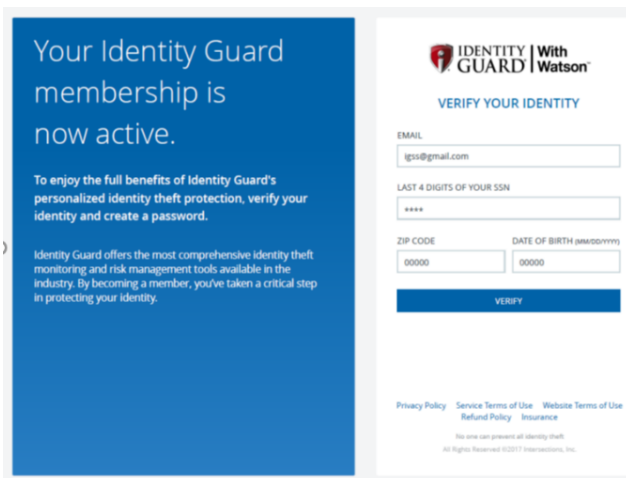 Your Identity Guard
membership is
now active.
To enjoy the full benefits of Identity Guard's
personalized identity theft protection, verify your
identity and create a password.
Identity Guard offers the most comprehensive identity theft
monitoring and risk management tools available in the
industry. By becoming a member, you've taken a critical step
in protecting your identity.
IDENTITY With
GUARD Watson
VERIFY YOUR IDENTITY
EMAIL
igss@gmail.com
LAST 4 DIGITS OF YOUR SSN
****
ZIP CODE DATE OF BIRTH (MM/DD/YYYY)
00000 00000
VERIFY
Privacy Policy Service Terms of Use Website Terms of Use
Refund Policy Insurance
No one can prevent all identity theft
All Rights Reserved ©2017 Intersections, Inc.